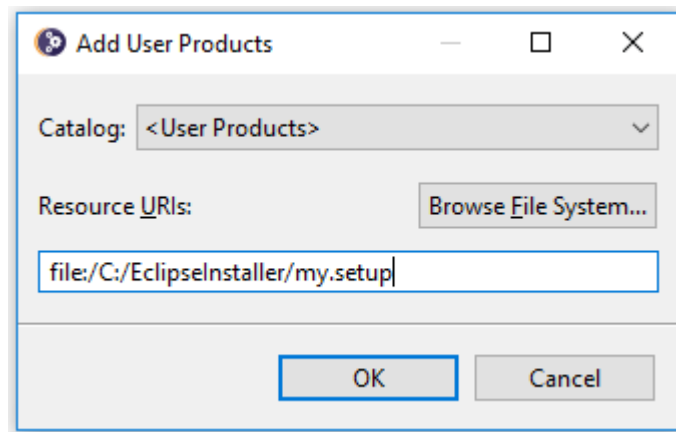 Add User Products
Catalog: <User Products>
Resource URIs: Browse File System...
file:/C:/EclipseInstaller/my.setup
OK Cancel